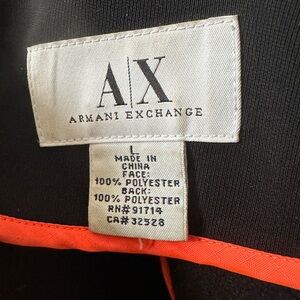 A|X
ARMANI EXCHANGE
L
MADE IN
CHINA
FACE:
100% POLYESTER
BACK:
100% POLYESTER
RN#91714
CA#32528